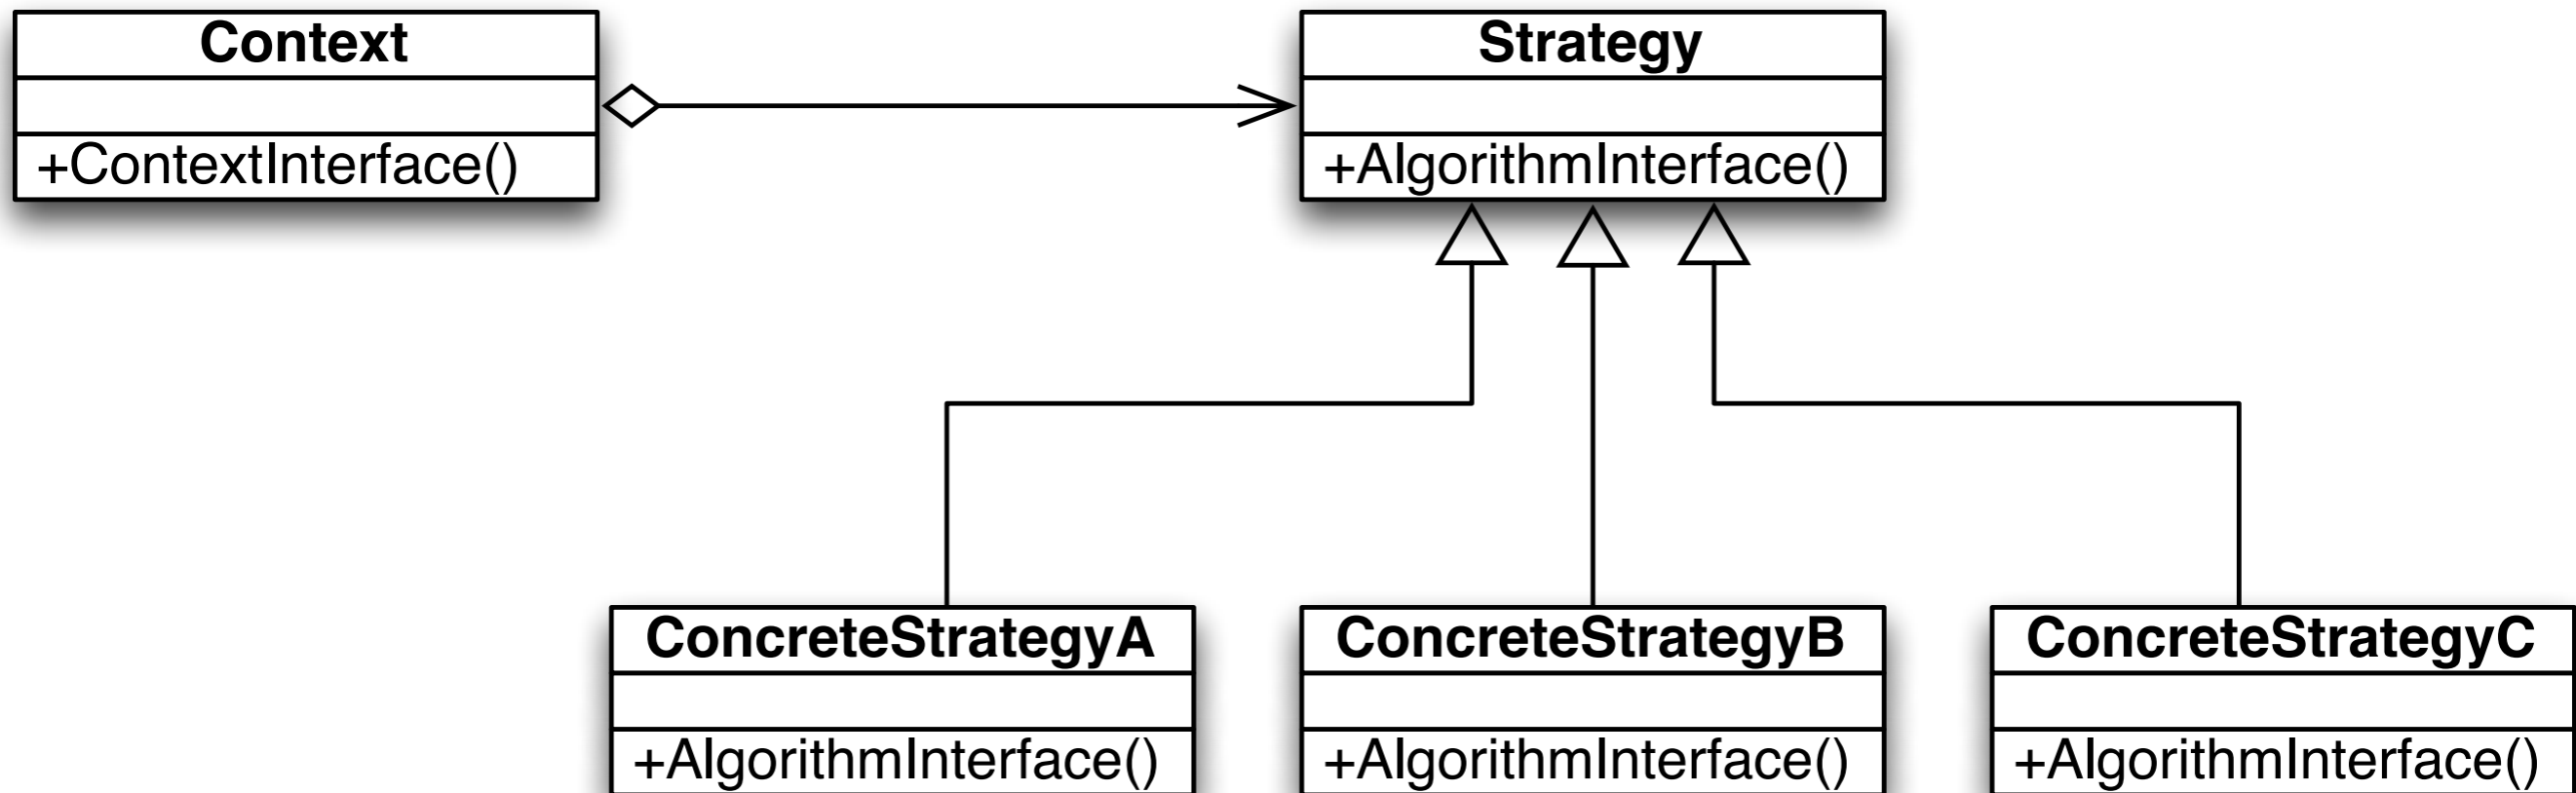 Context
+ContextInterface()
Strategy
+AlgorithmInterface()
ConcreteStrategyA
+AlgorithmInterface()
ConcreteStrategyB
+AlgorithmInterface()
ConcreteStrategyC
+AlgorithmInterface()